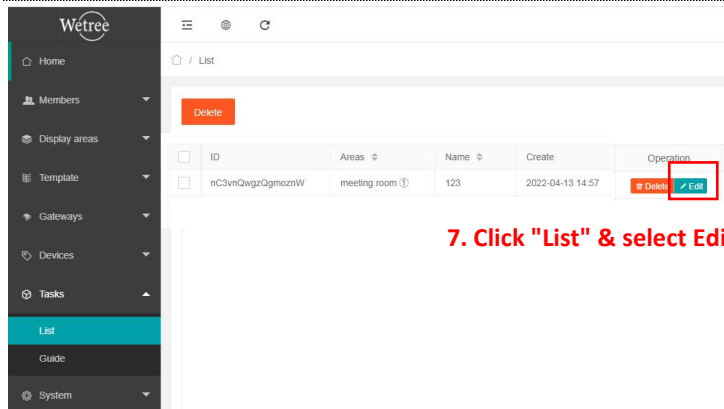 Wetree
Home
/ List
Members
Delete
Display areas
ID Areas Name Create Operation
nC3vnQwgzQgmoznW meeting room ① 123 2022-04-13 14:57 Delete Edit
Template
Gateways
7. Click "List" & select Edi
Devices
Tasks
List
Guide
System